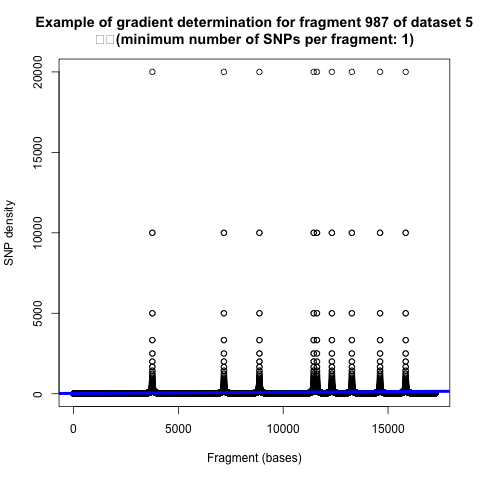 Example of gradient determination for fragment 987 of dataset 5
(minimum number of SNPs per fragment: 1)
SNP density
20000
15000
10000
5000
0
0 5000 10000 15000
Fragment (bases)